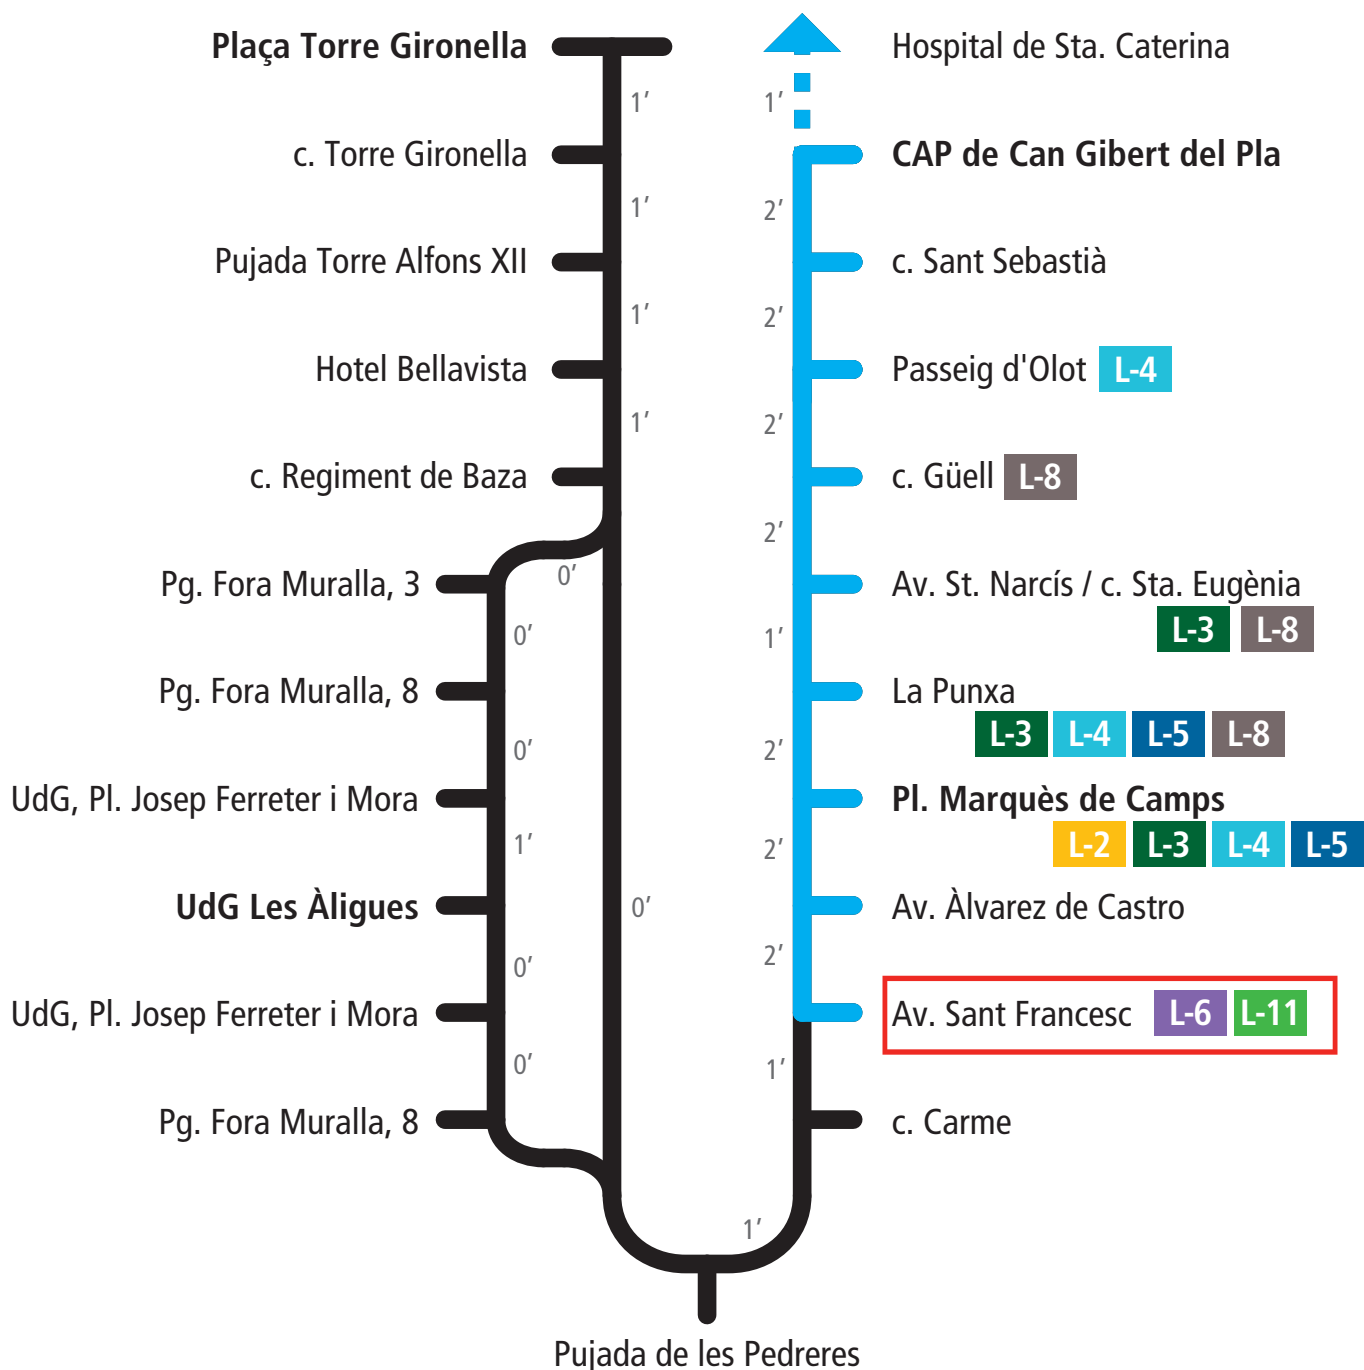 Plaça Torre Gironella
1’
c. Torre Gironella
1’
Pujada Torre Alfons XII
1’
Hotel Bellavista
1’
c. Regiment de Baza
0’
Pg. Fora Muralla, 3
0’
Pg. Fora Muralla, 8
0’
UdG, Pl. Josep Ferreter i Mora
1’
UdG Les Àligues
0’
0’
UdG, Pl. Josep Ferreter i Mora
0’
Pg. Fora Muralla, 8
Pujada de les Pedreres
1’
c. Carme
1’
Av. Sant Francesc L-6 L-11
2’
Av. Àlvarez de Castro
2’
Pl. Marquès de Camps
L-2 L-3 L-4 L-5
2’
La Punxa
L-3 L-4 L-5 L-8
1’
Av. St. Narcís / c. Sta. Eugènia
L-3 L-8
2’
c. Güell L-8
2’
Passeig d'Olot L-4
2’
c. Sant Sebastià
2’
CAP de Can Gibert del Pla
1’
Hospital de Sta. Caterina